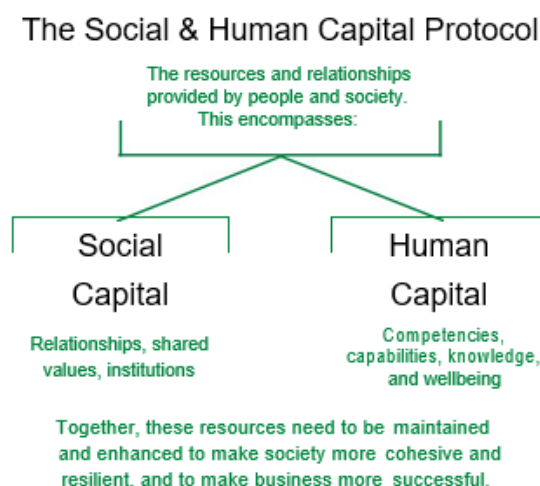 The Social & Human Capital Protocol
The resources and relationships
provided by people and society.
This encompasses:
Social
Capital
Relationships, shared
values, institutions
Human
Capital
Competencies,
capabilities, knowledge,
and wellbeing
Together, these resources need to be maintained
and enhanced to make society more cohesive and
resilient, and to make business more successful.